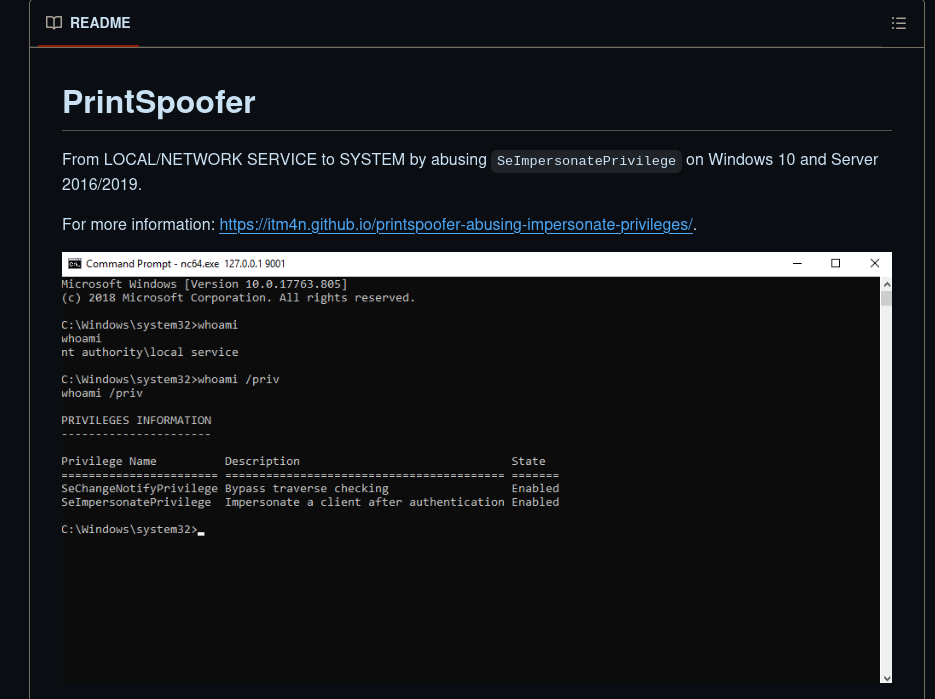 README
PrintSpoofer
From LOCAL/NETWORK SERVICE to SYSTEM by abusing SeImpersonatePrivilege on Windows 10 and Server
2016/2019.
For more information: https://itm4n.github.io/printspoofer-abusing-impersonate-privileges/.
Command Prompt - nc64.exe 127.0.0.1 9001
Microsoft Windows [Version 10.0.17763.805]
(c) 2018 Microsoft Corporation. All rights reserved.
C:\Windows\system32>whoami
whoami
nt authority\local service
C:\Windows\system32>whoami /priv
whoami /priv
PRIVILEGES INFORMATION
----------------------
Privilege Name Description State
======================= ========================================= =======
SeChangeNotifyPrivilege Bypass traverse checking Enabled
SeImpersonatePrivilege Impersonate a client after authentication Enabled
C:\Windows\system32>